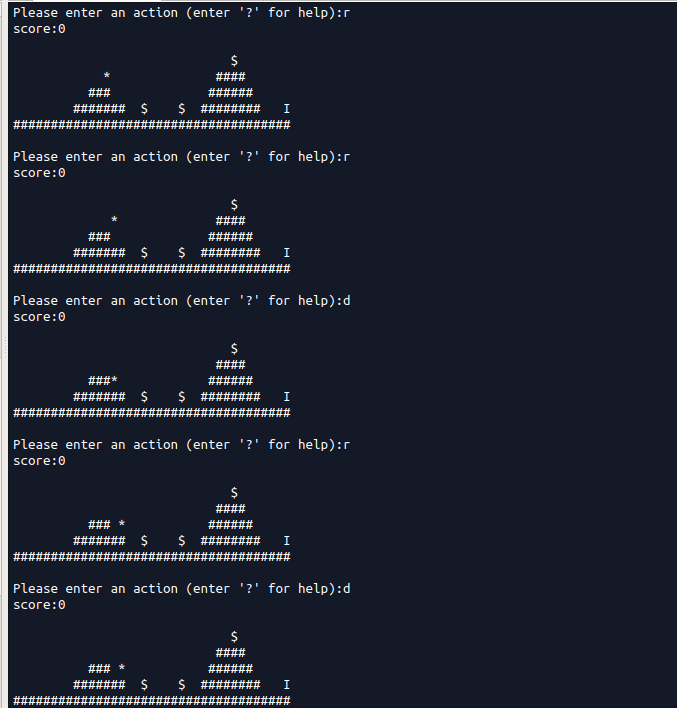 Please enter an action (enter '?' for help):r
score:0

                             $
            *              ####
          ###             ######
        #######  $    $  ########   I
#####################################

Please enter an action (enter '?' for help):r
score:0

                             $
             *             ####
          ###             ######
        #######  $    $  ########   I
#####################################

Please enter an action (enter '?' for help):d
score:0

                             $
                           ####
          ###*            ######
        #######  $    $  ########   I
#####################################

Please enter an action (enter '?' for help):r
score:0

                             $
                           ####
          ### *           ######
        #######  $    $  ########   I
#####################################

Please enter an action (enter '?' for help):d
score:0

                             $
                           ####
          ### *           ######
        #######  $    $  ########   I
#####################################